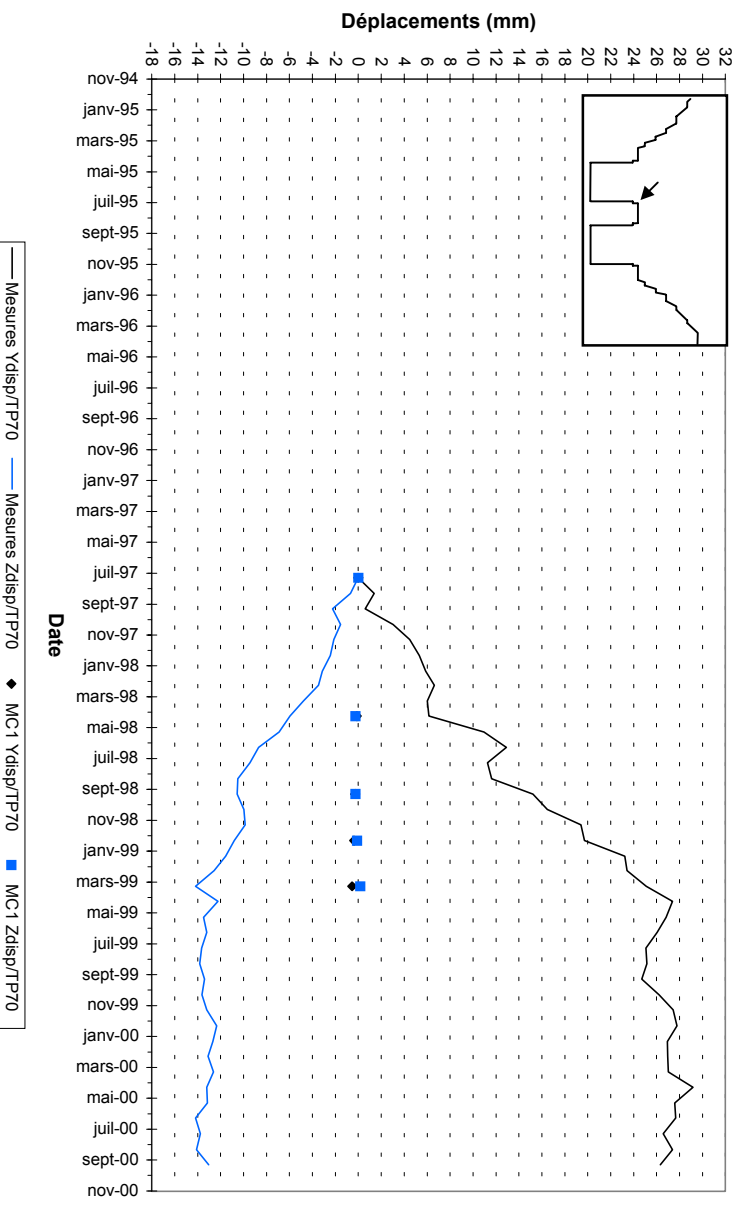 Déplacements (mm)
-18
-16
-14
-12
-10
-8
-6
-4
-2
0
2
4
6
8
10
12
14
16
18
20
22
24
26
28
30
32
nov-94
janv-95
mars-95
mai-95
juil-95
sept-95
nov-95
janv-96
mars-96
mai-96
juil-96
sept-96
nov-96
janv-97
mars-97
mai-97
juil-97
sept-97
nov-97
janv-98
mars-98
mai-98
juil-98
sept-98
nov-98
janv-99
mars-99
mai-99
juil-99
sept-99
nov-99
janv-00
mars-00
mai-00
juil-00
sept-00
nov-00
Date
Mesures Ydisp/TP70
Mesures Zdisp/TP70
MC1 Ydisp/TP70
MC1 Zdisp/TP70